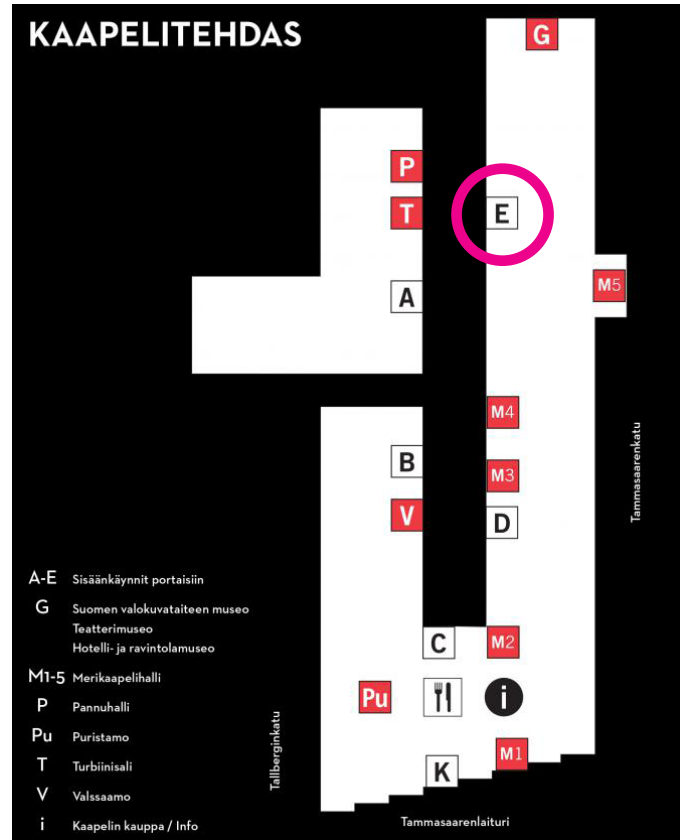 KAAPELITEHDAS
G
P
T
E
A
M5
M4
B
M3
V
D
C
M2
Pu
i
M1
K
Tammasaarenkatu
Tallberginkatu
Tammasaarenlaituri
A-E Sisäänkäynnit portaisiin
G Suomen valokuvataiteen museo
Teatterimuseo
Hotelli- ja ravintolamuseo
M1-5 Merikaapelihalli
P Pannuhalli
Pu Puristamo
T Turbiinisali
V Valssaamo
i Kaapelin kauppa / Info